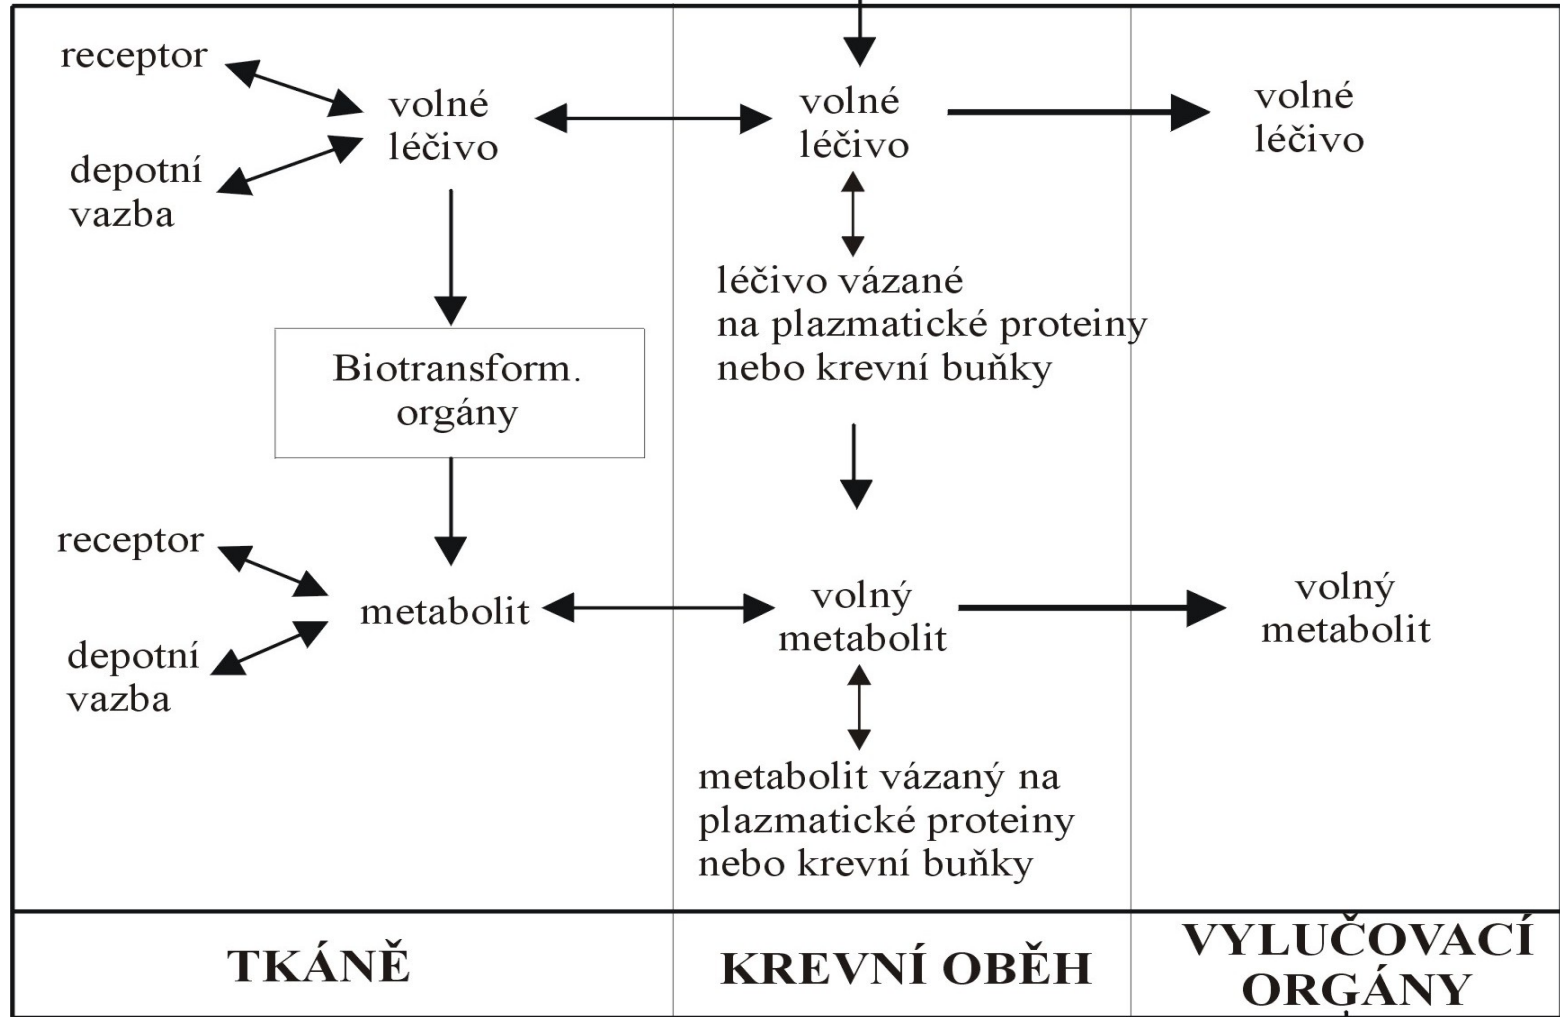 receptor
volné
léčivo
depotní
vazba
Biotransform.
orgány
receptor
metabolit
depotní
vazba
volné
léčivo
léčivo vázané
na plazmatické proteiny
nebo krevní buňky
volný
metabolit
metabolit vázaný na
plazmatické proteiny
nebo krevní buňky
volné
léčivo
volný
metabolit
TKÁNĚ
KREVNÍ OBĚH
VYLUČOVACÍ
ORGÁNY